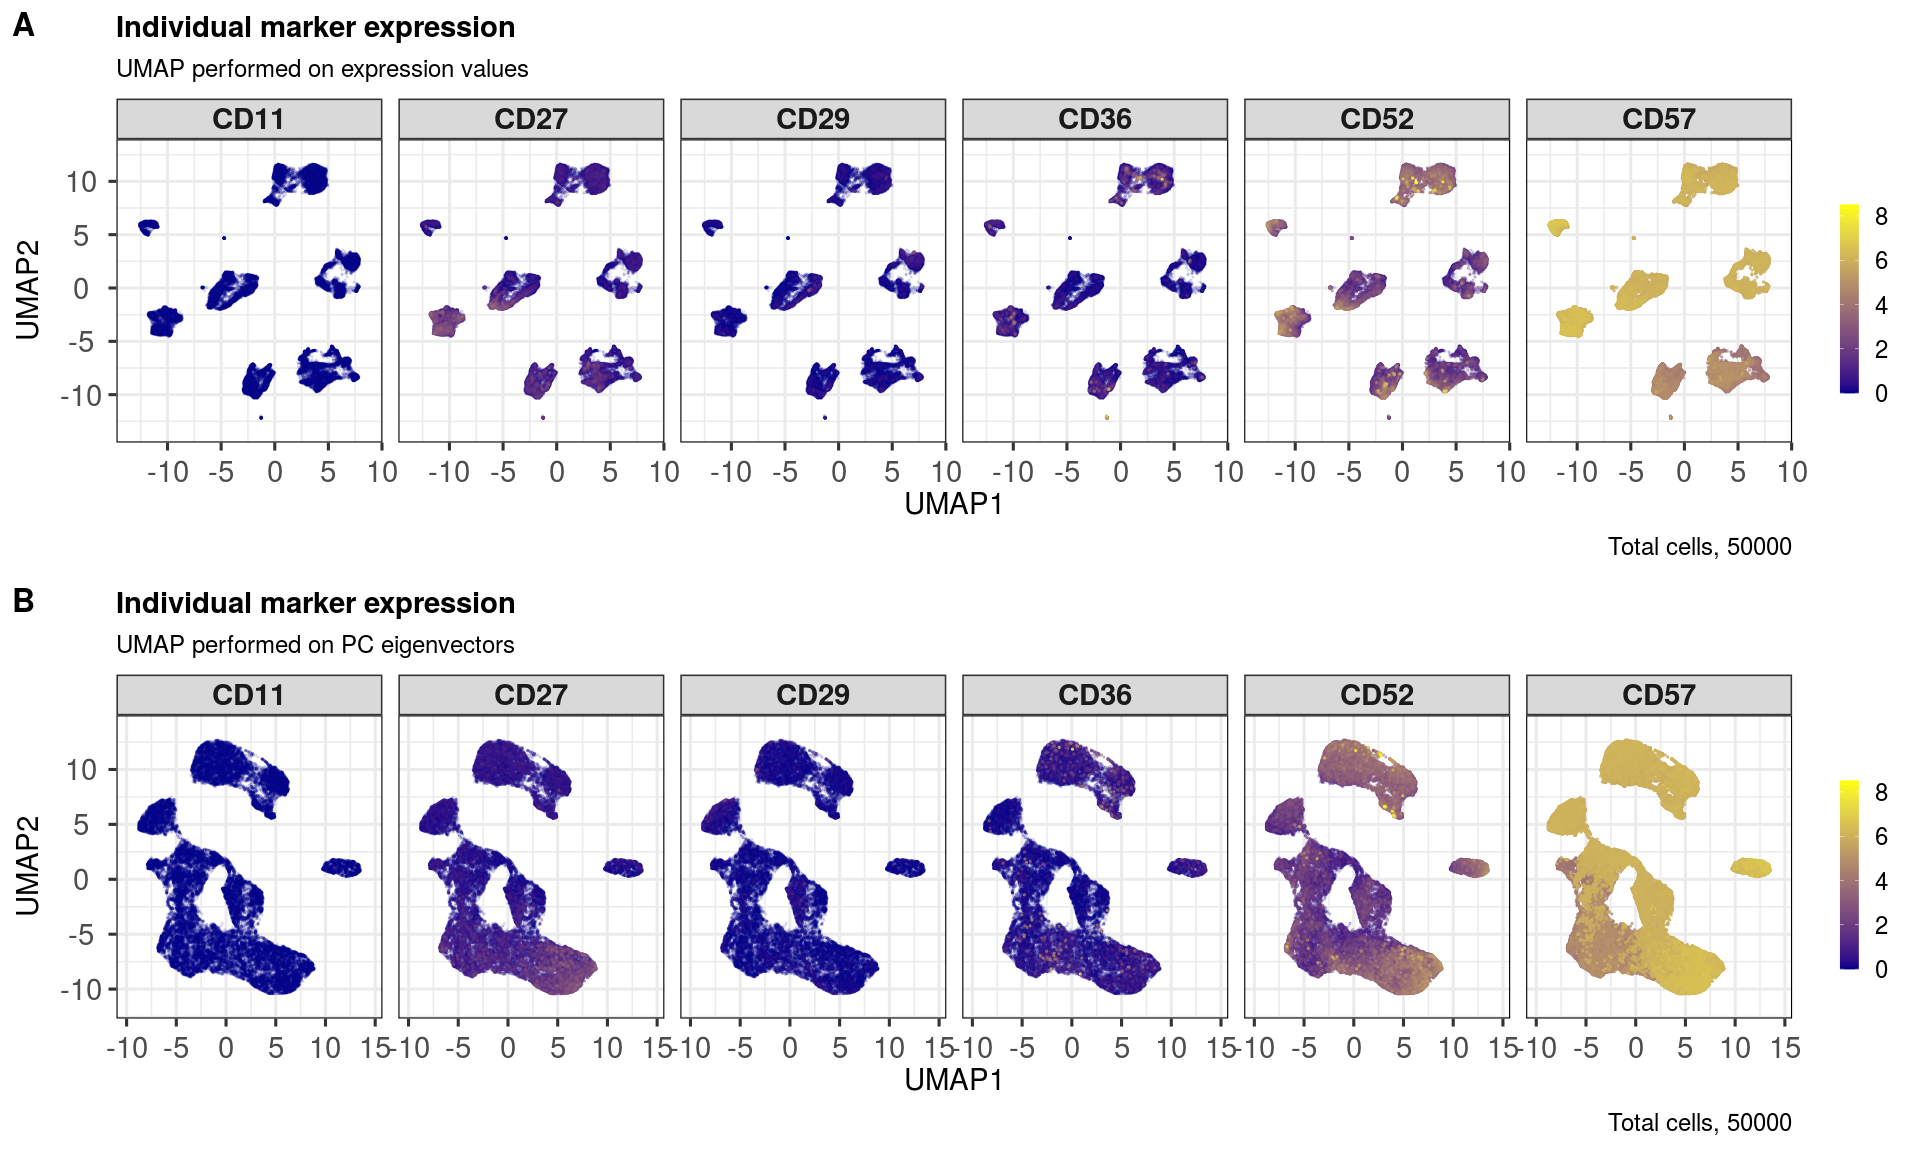 A
Individual marker expression
UMAP performed on expression values
CD11 CD27 CD29 CD36 CD52 CD57
UMAP2
10
5
0
-5
-10
8
6
4
2
0
-10 -5 0 5 10 -10 -5 0 5 10 -10 -5 0 5 10 -10 -5 0 5 10 -10 -5 0 5 10 -10 -5 0 5 10
UMAP1
Total cells, 50000
B
Individual marker expression
UMAP performed on PC eigenvectors
CD11 CD27 CD29 CD36 CD52 CD57
UMAP2
10
5
0
-5
-10
8
6
4
2
0
-10 -5 0 5 10 15 -10 -5 0 5 10 15 -10 -5 0 5 10 15 -10 -5 0 5 10 15 -10 -5 0 5 10 15 -10 -5 0 5 10 15
UMAP1
Total cells, 50000